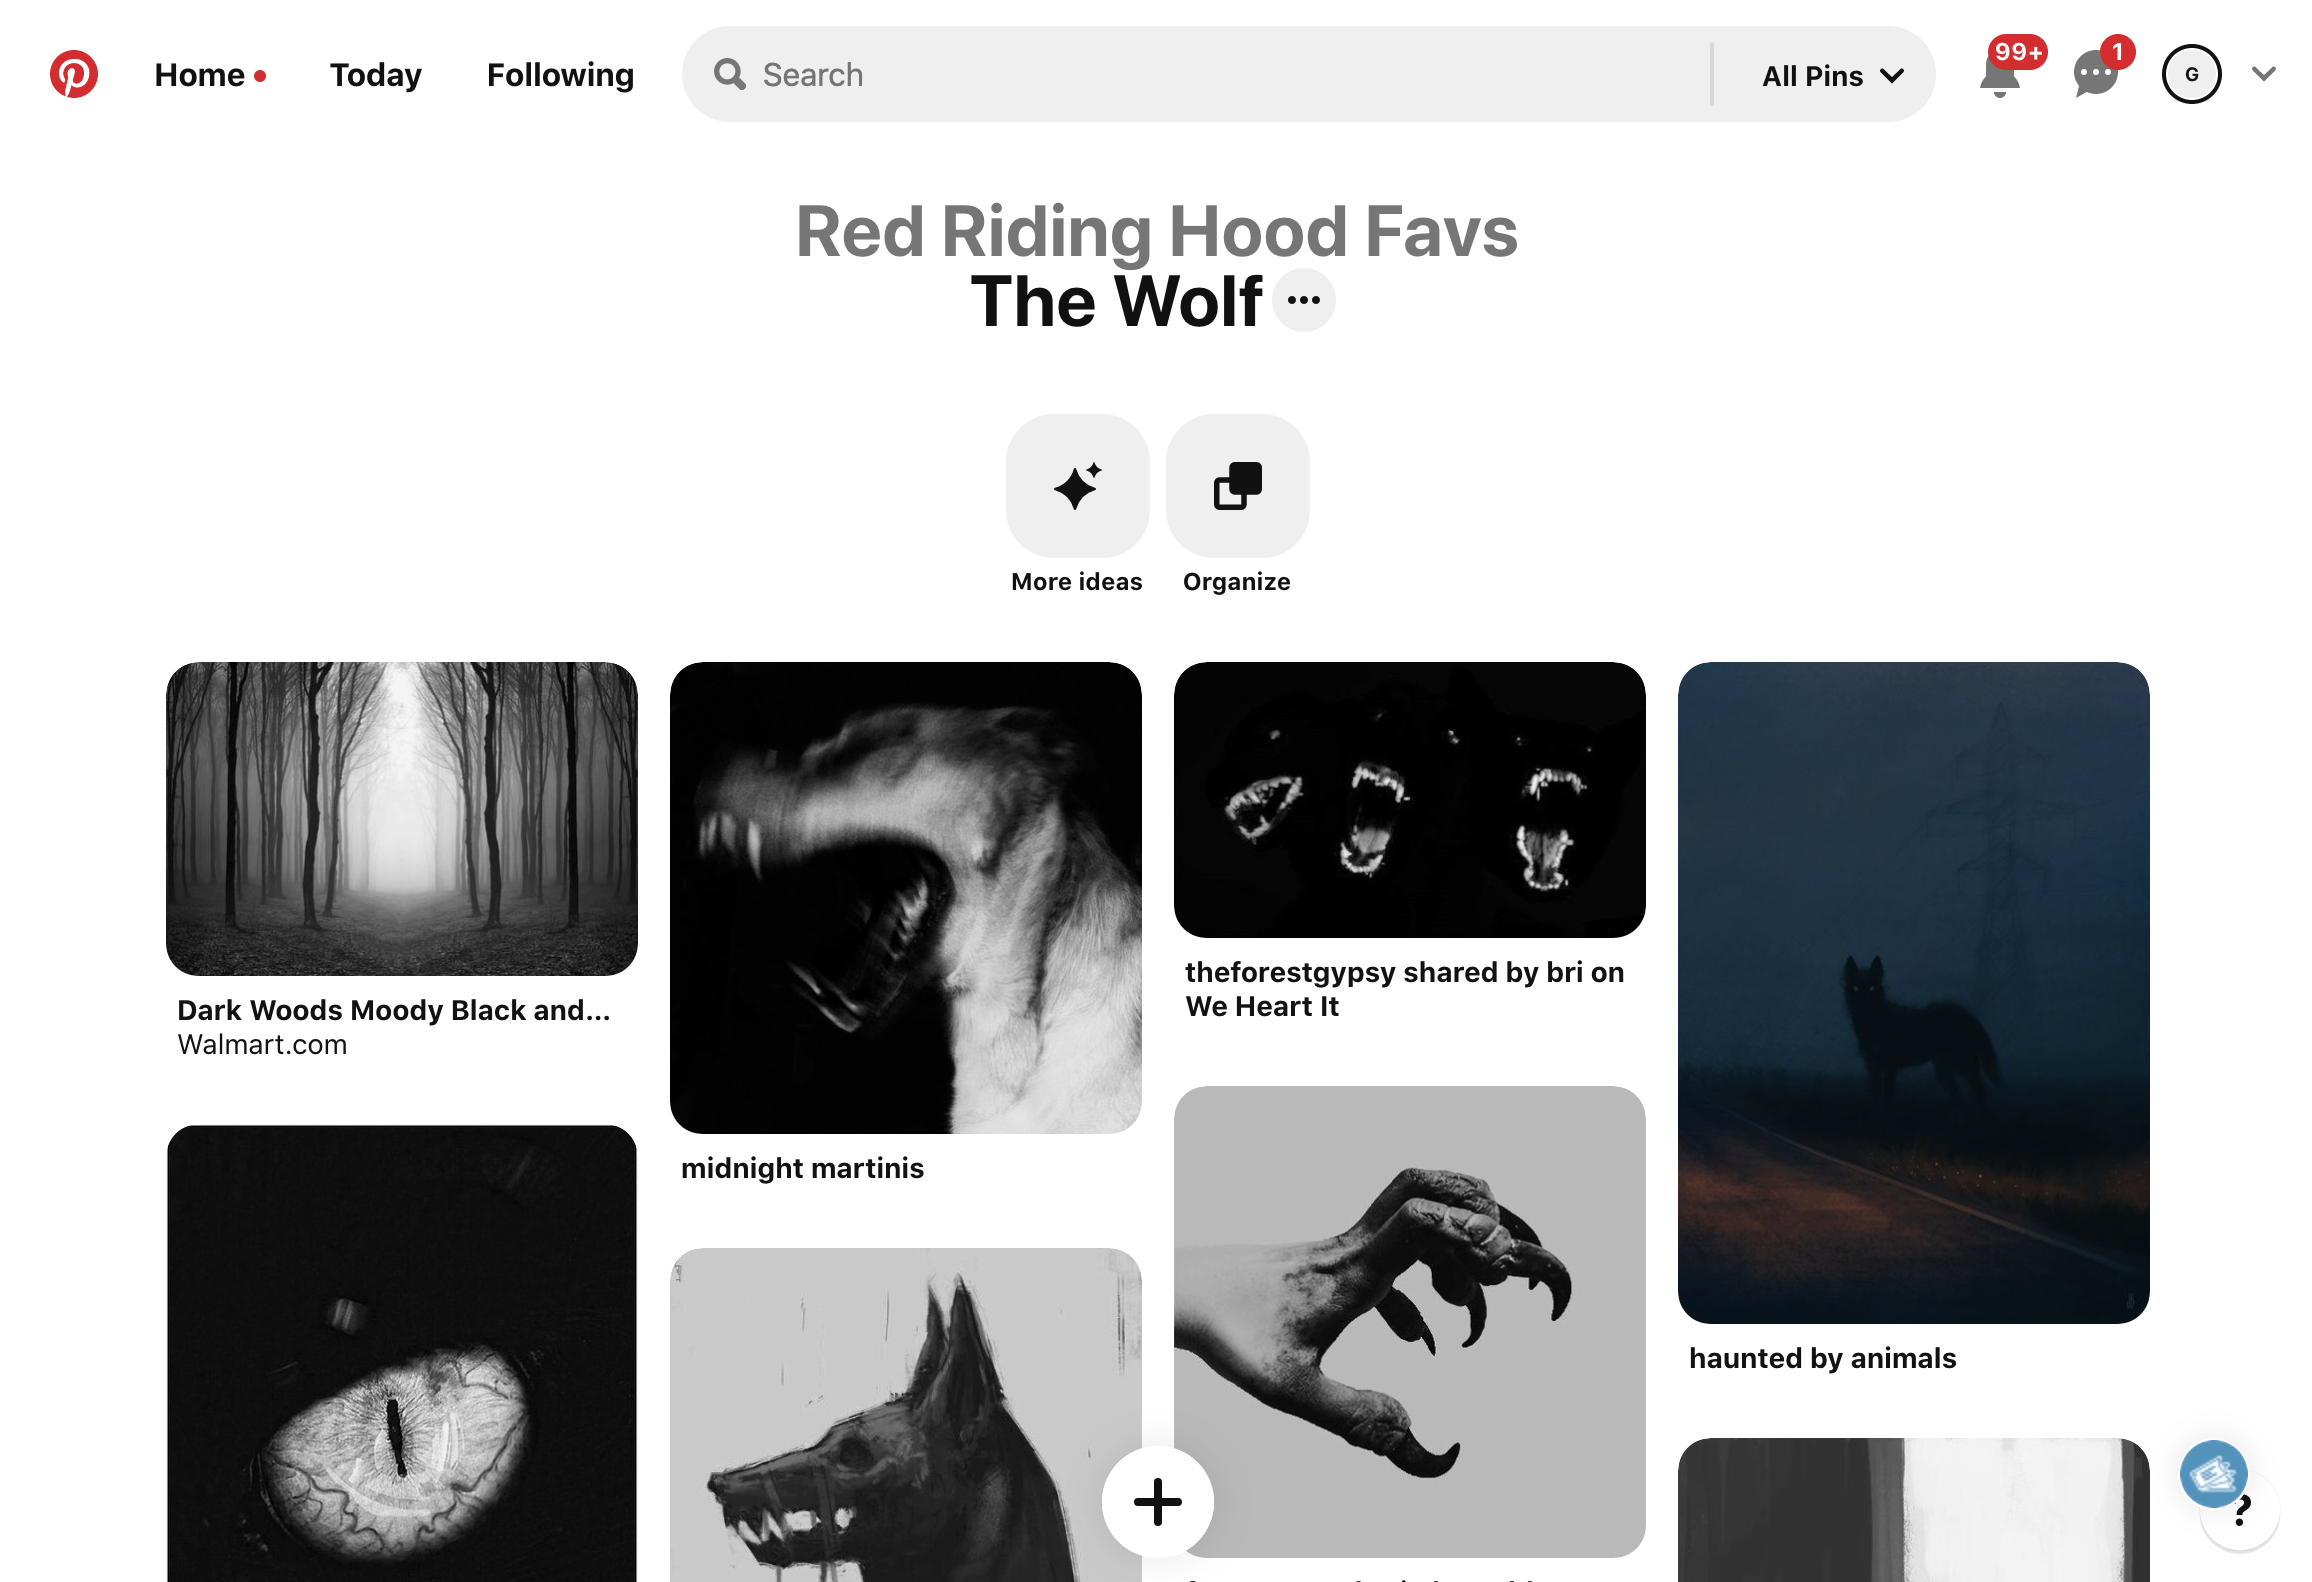 Home
Today
Following
Search
All Pins
99+
1
G
Red Riding Hood Favs
The Wolf
More ideas
Organize
Dark Woods Moody Black and...
Walmart.com
midnight martinis
theforestgypsy shared by bri on
We Heart It
haunted by animals
?